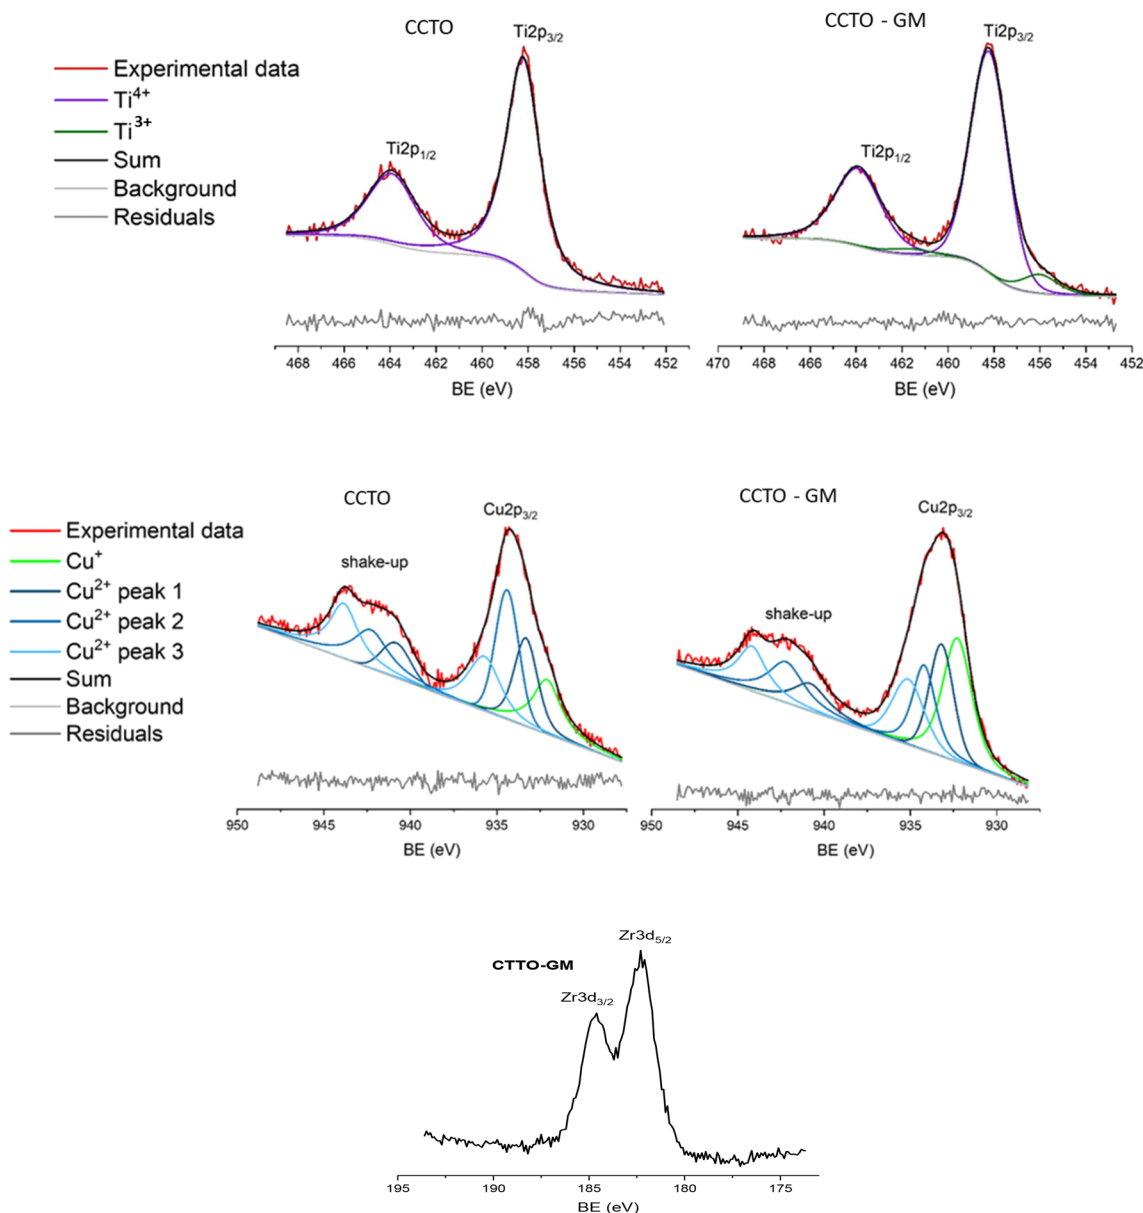 CCTO
Ti2p3/2
CCTO - GM
Ti2p3/2
Experimental data
Ti4+
Ti3+
Sum
Background
Residuals
Ti2p1/2
Ti2p1/2
468 466 464 462 460 458 456 454 452
BE (eV)
470 468 466 464 462 460 458 456 454 452
BE (eV)
CCTO
Cu2p3/2
CCTO - GM
Cu2p3/2
Experimental data
Cu+
Cu2+ peak 1
Cu2+ peak 2
Cu2+ peak 3
Sum
Background
Residuals
shake-up
shake-up
950 945 940 935 930
BE (eV)
950 945 940 935 930
BE (eV)
Zr3d5/2
CTTO-GM
Zr3d3/2
195 190 185 180 175
BE (eV)